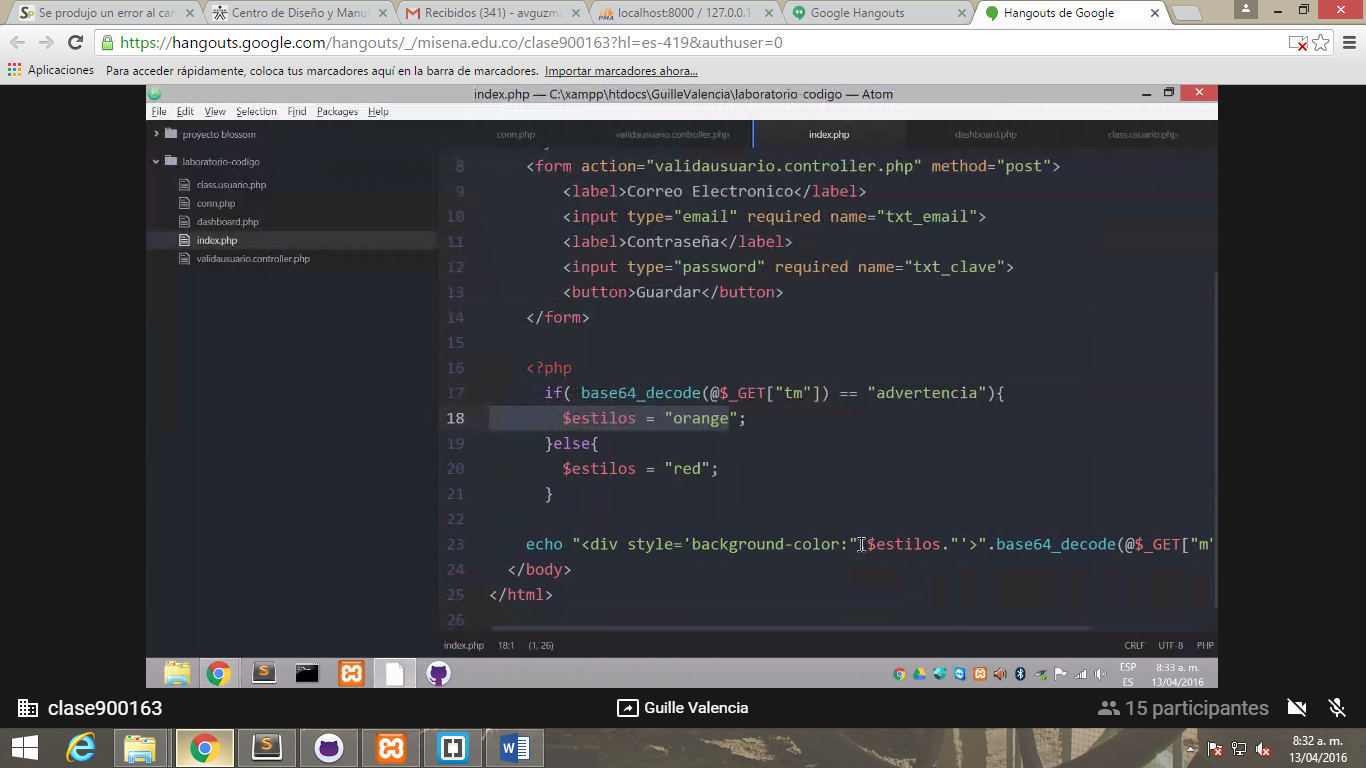 Se produjo un error al car
Centro de Diseño y Manu
Recibidos (341) - avguzm
localhost:8000 / 127.0.0.1
Google Hangouts
Hangouts de Google
https://hangouts.google.com/hangouts/_/misena.edu.co/clase900163?hl=es-419&authuser=0
Aplicaciones
Para acceder rápidamente, coloca tus marcadores aquí en la barra de marcadores. Importar marcadores ahora...
index.php — C:\xampp\htdocs\GuilleValencia\laboratorio-codigo — Atom
File Edit View Selection Find Packages Help
proyecto blossom
laboratorio-codigo
class.usuario.php
conn.php
dashboard.php
index.php
validausuario.controller.php
conn.php validausuario.controller.php index.php dashboard.php class.usuario.php
8 <form action="validausuario.controller.php" method="post">
9 <label>Correo Electronico</label>
10 <input type="email" required name="txt_email">
11 <label>Contraseña</label>
12 <input type="password" required name="txt_clave">
13 <button>Guardar</button>
14 </form>
15
16 <?php
17 if( base64_decode(@$_GET["tm"]) == "advertencia"){
18 $estilos = "orange";
19 }else{
20 $estilos = "red";
21 }
22
23 echo "<div style='background-color:".$estilos."'>".base64_decode(@$_GET["m"
24 </body>
25 </html>
26
index.php 18:1 (1, 26) CRLF UTF-8 PHP
ESP
ES
8:33 a. m.
13/04/2016
clase900163
Guille Valencia
15 participantes
8:32 a. m.
13/04/2016